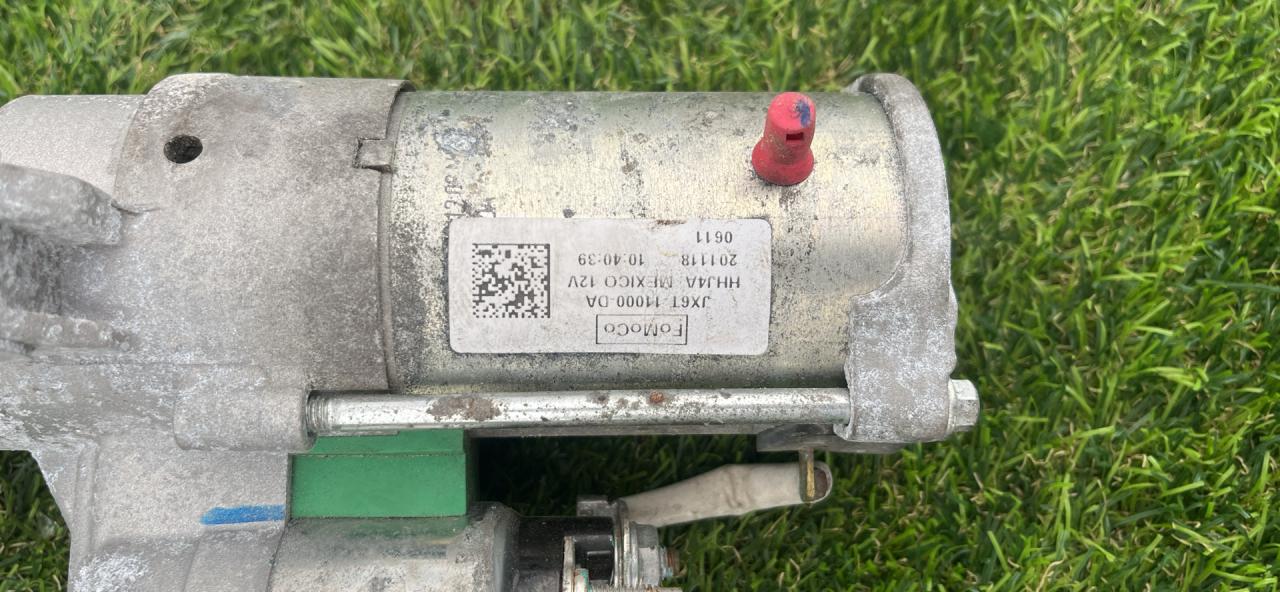 FoMoCo
JX6T-11000-DA
HHJ4A MEXICO 12V
201118 10:40:39
0611